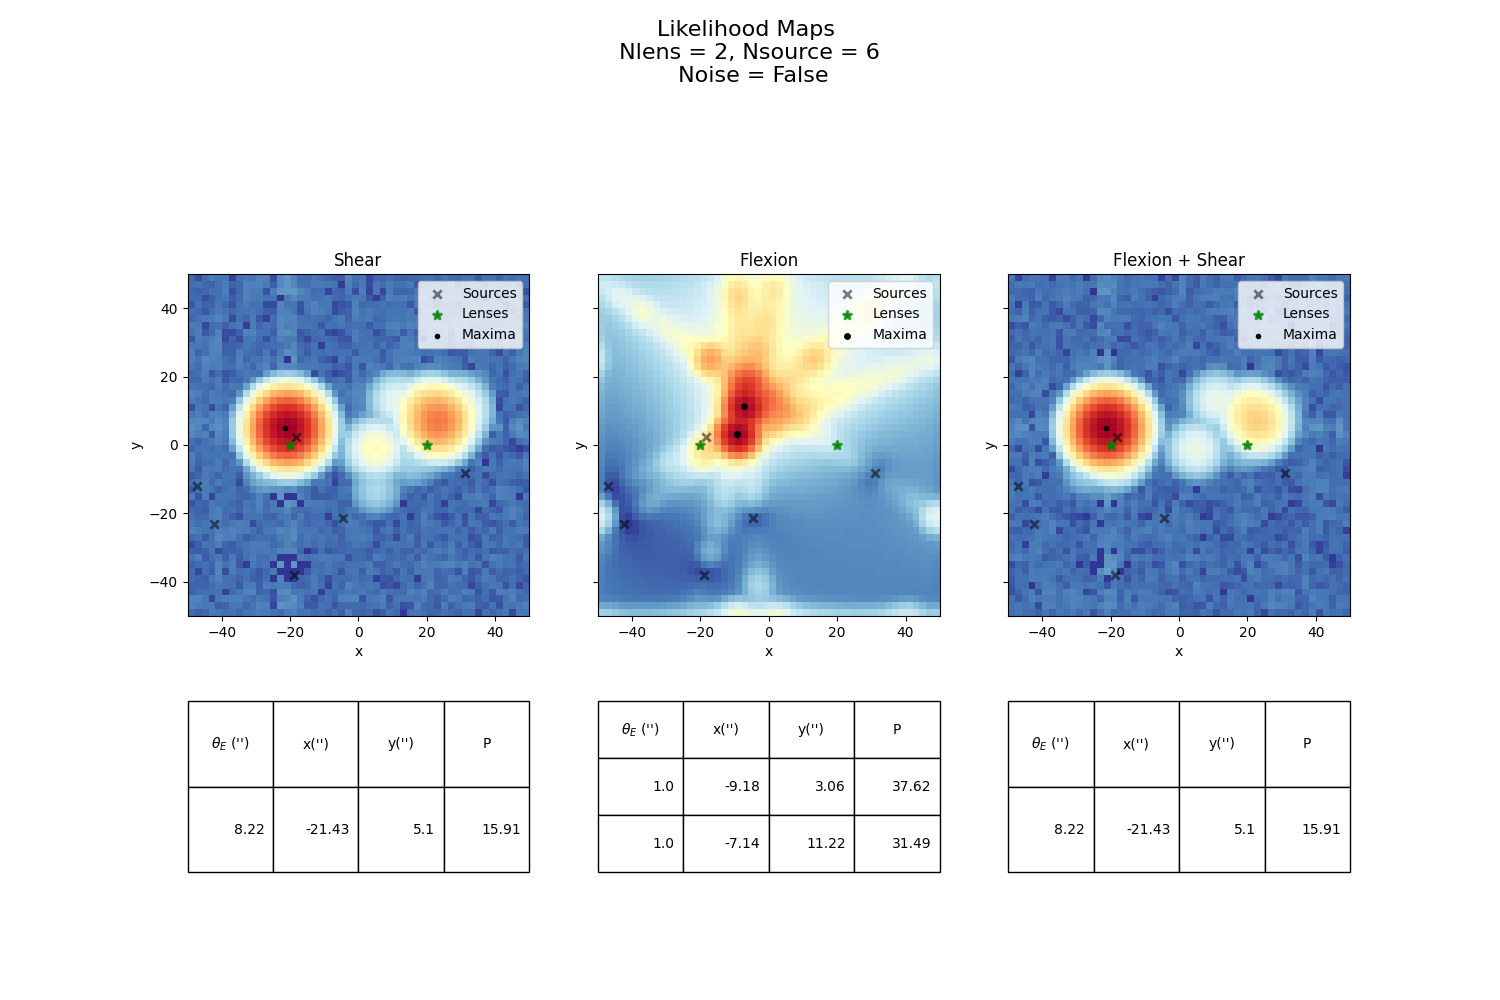 Likelihood Maps
Nlens = 2, Nsource = 6
Noise = False
Shear
Sources
Lenses
Maxima
y
40
20
0
−20
−40
−40 −20 0 20 40
x
Flexion
Sources
Lenses
Maxima
y
−40 −20 0 20 40
x
Flexion + Shear
Sources
Lenses
Maxima
y
−40 −20 0 20 40
x
θE ('') x('') y('') P
8.22 -21.43 5.1 15.91
θE ('') x('') y('') P
1.0 -9.18 3.06 37.62
1.0 -7.14 11.22 31.49
θE ('') x('') y('') P
8.22 -21.43 5.1 15.91